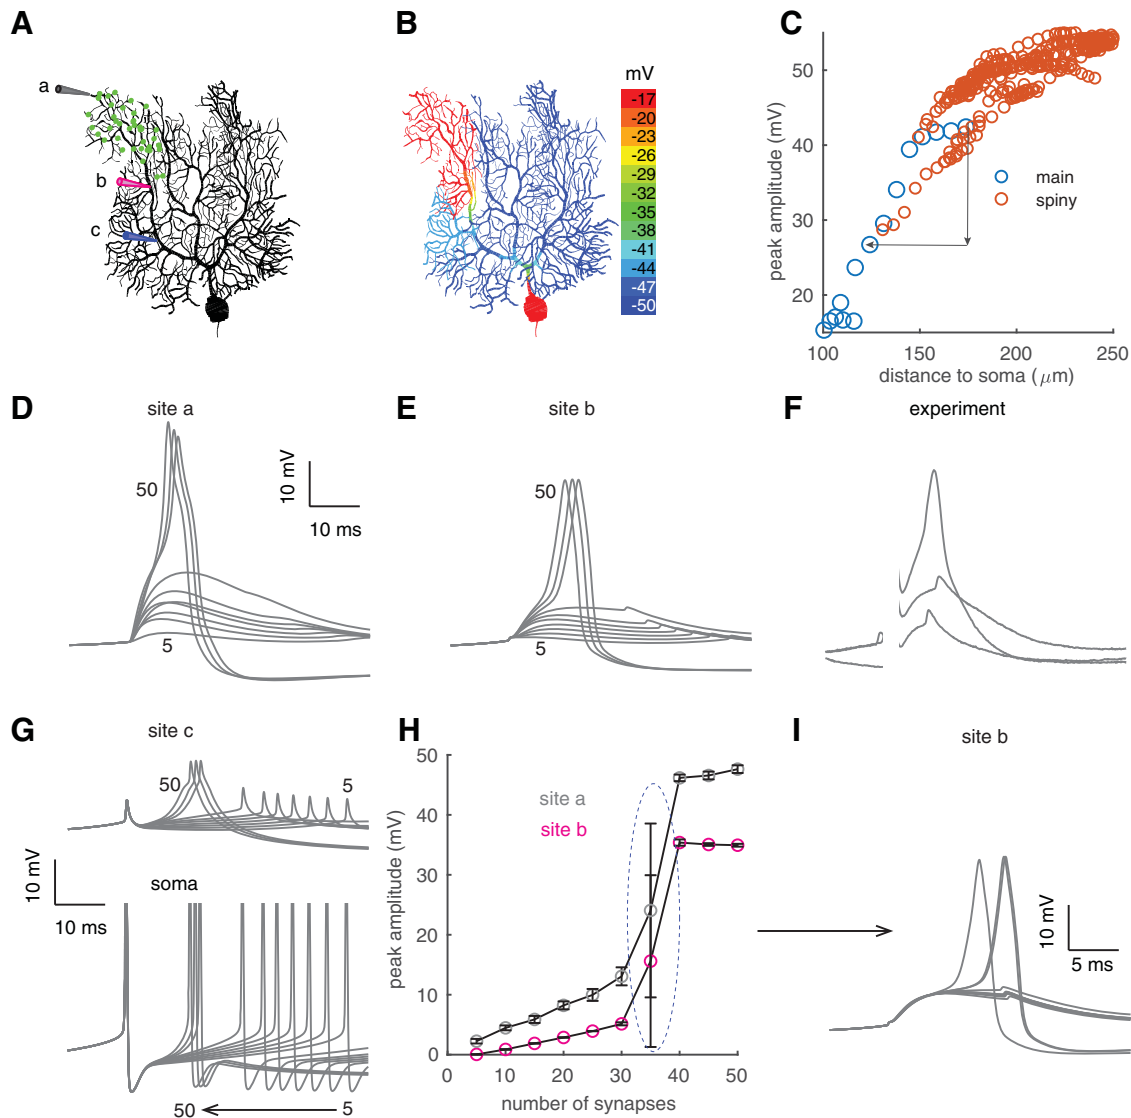 A
a
b
c
B
mV
-17
-20
-23
-26
-29
-32
-35
-38
-41
-44
-47
-50
C
50
40
30
20
100
150
200
250
peak amplitude (mV)
distance to soma (μm)
main
spiny
D
site a
50
5
10 mV
10 ms
E
site b
50
5
F
experiment
G
site c
50
5
10 mV
10 ms
soma
50
5
H
50
40
30
20
10
0
0
10
20
30
40
50
peak amplitude (mV)
number of synapses
site a
site b
I
site b
10 mV
5 ms